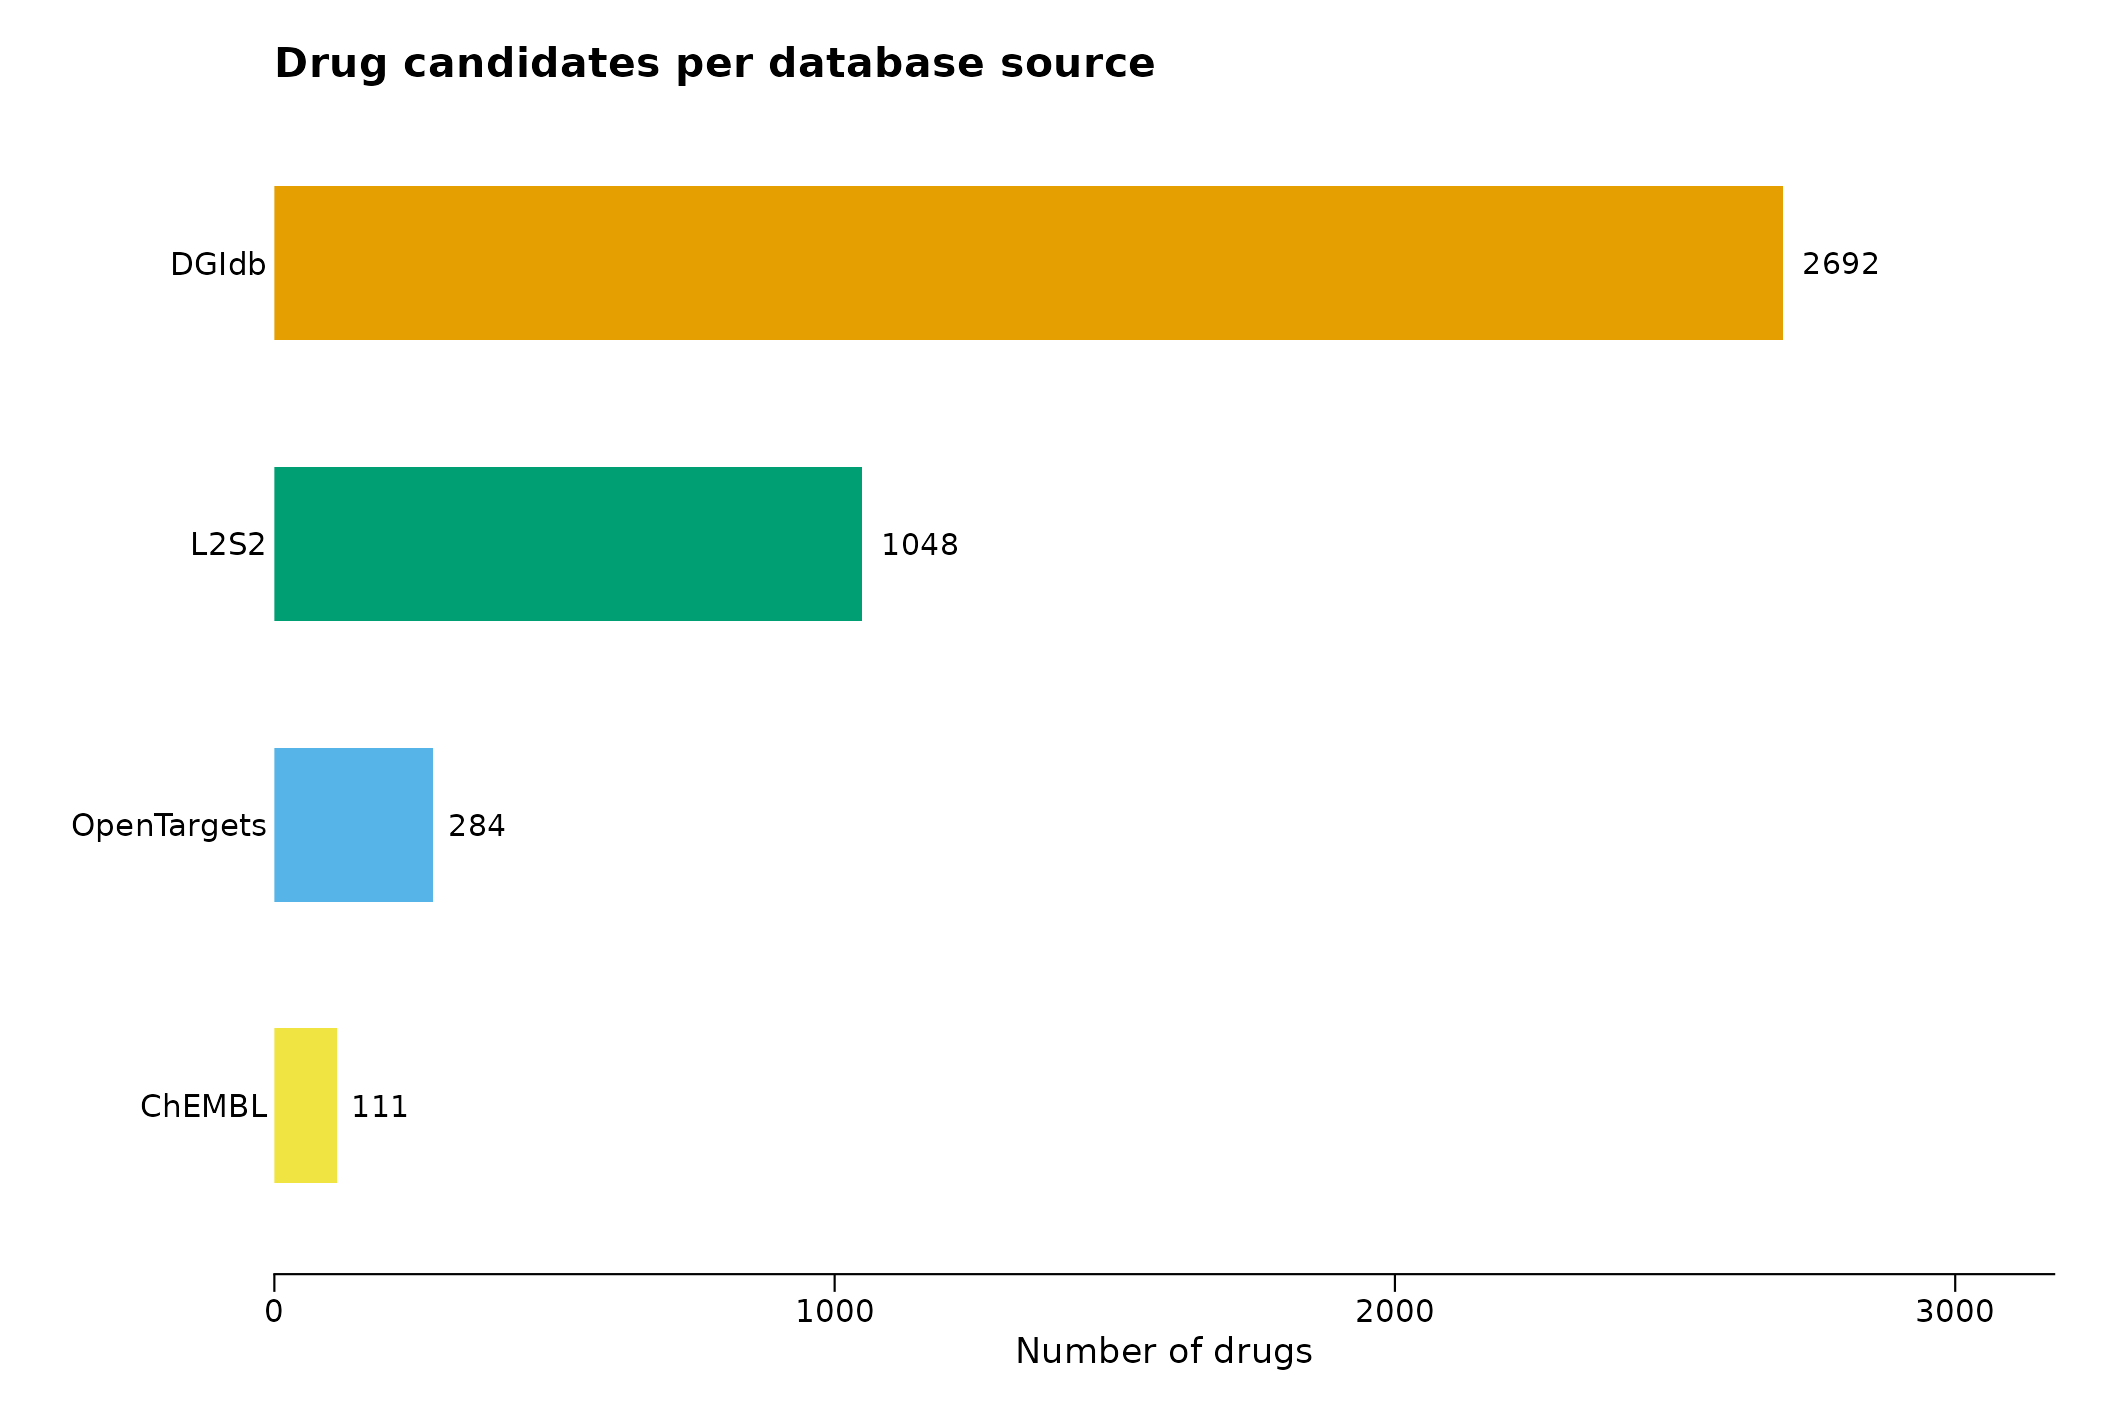 Drug candidates per database source
DGIdb
2692
L2S2
1048
OpenTargets
284
ChEMBL
111
0 1000 2000 3000
Number of drugs